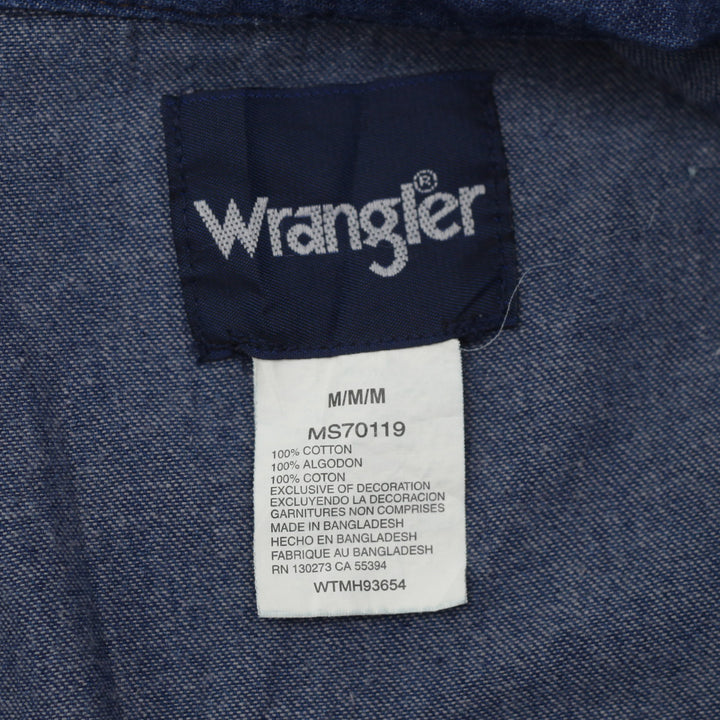 Wrangler®
M/M/M
MS70119
100% COTTON
100% ALGODON
100% COTON
EXCLUSIVE OF DECORATION
EXCLUYENDO LA DECORACION
GARNITURES NON COMPRISES
MADE IN BANGLADESH
HECHO EN BANGLADESH
FABRIQUE AU BANGLADESH
RN 130273 CA 55394
WTMH93654